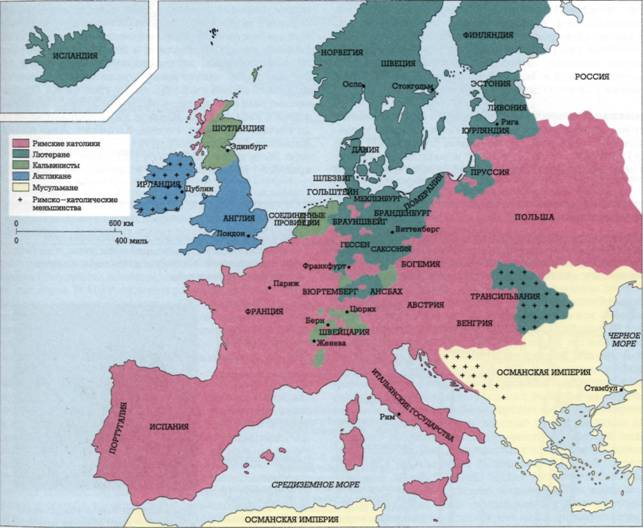 ИСЛАНДИЯ
НОРВЕГИЯ
ШВЕЦИЯ
ФИНЛЯНДИЯ
Осло
Стокгольм
РОССИЯ
ЭСТОНИЯ
ЛИВОНИЯ
Рига
КУРЛЯНДИЯ
Римские католики
Лютеране
Кальвинисты
Англикане
Мусульмане
Римско-католические
меньшинства
600 км
0
0
400 миль
ШОТЛАНДИЯ
Эдинбург
ИРЛАНДИЯ
Дублин
АНГЛИЯ
Лондон
ДАНИЯ
ШЛЕЗВИГ
ГОЛЬШТЕЙН
МЕКЛЕНБУРГ
ПОМЕРАНИЯ
ПРУССИЯ
СОЕДИНЕННЫЕ
ПРОВИНЦИИ
БРАУНШВЕЙГ
БРАНДЕНБУРГ
Виттенберг
ПОЛЬША
ГЕССЕН
САКСОНИЯ
Франкфурт
БОГЕМИЯ
Париж
ВЮРТЕМБЕРГ
АНСБАХ
ТРАНСИЛЬВАНИЯ
ФРАНЦИЯ
Берн
Цюрих
АВСТРИЯ
ВЕНГРИЯ
ШВЕЙЦАРИЯ
Женева
ЧЕРНОЕ
МОРЕ
ОСМАНСКАЯ ИМПЕРИЯ
Стамбул
ИТАЛЬЯНСКИЕ ГОСУДАРСТВА
Рим
ПОРТУГАЛИЯ
ИСПАНИЯ
СРЕДИЗЕМНОЕ МОРЕ
ОСМАНСКАЯ ИМПЕРИЯ